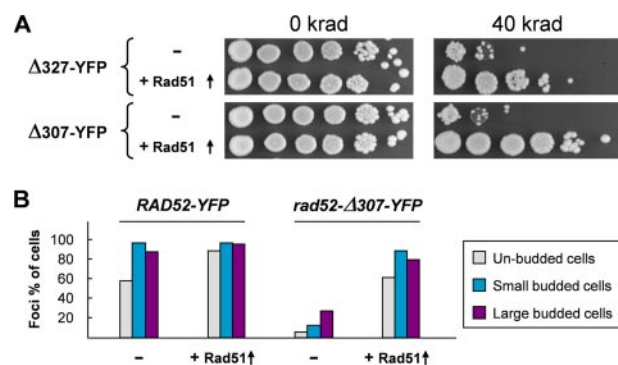 A
0 krad
40 krad
Δ327-YFP
–
+ Rad51 ↑
Δ307-YFP
–
+ Rad51 ↑
B
RAD52-YFP
rad52-Δ307-YFP
Foci % of cells
100
80
60
40
20
–
+ Rad51↑
–
+ Rad51↑
Un-budded cells
Small budded cells
Large budded cells